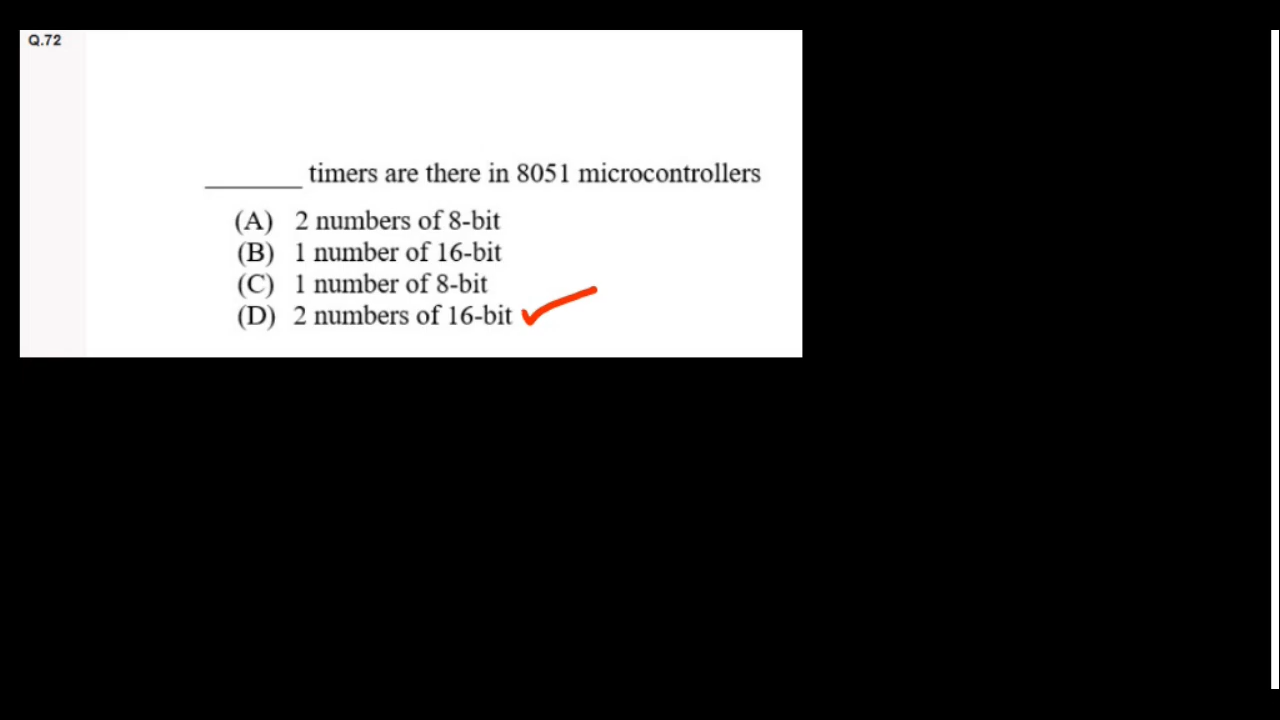 Q.72
_______ timers are there in 8051 microcontrollers
(A) 2 numbers of 8-bit
(B) 1 number of 16-bit
(C) 1 number of 8-bit
(D) 2 numbers of 16-bit